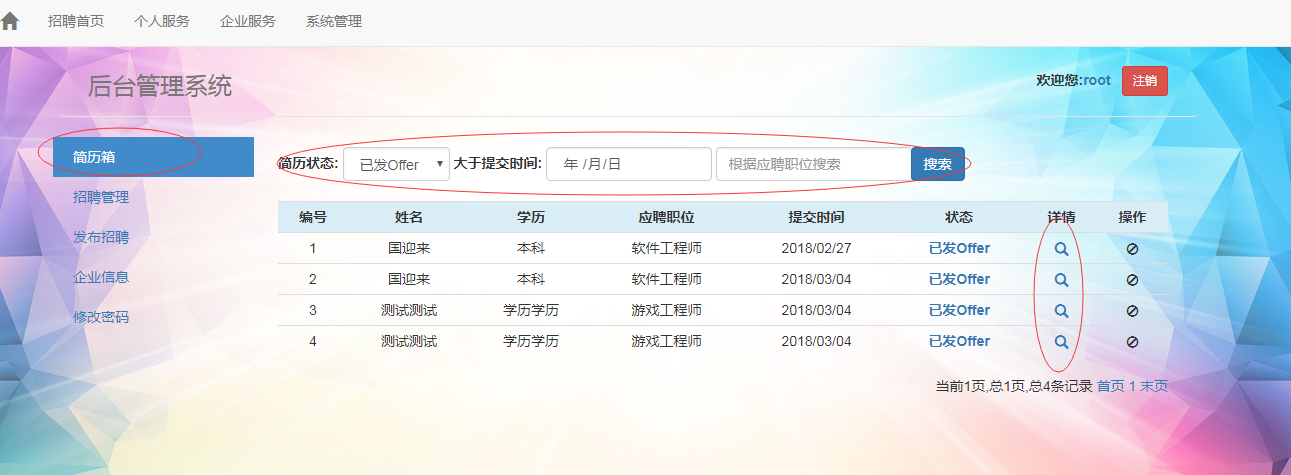 招聘首页 个人服务 企业服务 系统管理
后台管理系统
欢迎您:root 注销
简历箱
招聘管理
发布招聘
企业信息
修改密码
简历状态: 已发Offer 大于提交时间: 年 /月/日 根据应聘职位搜索 搜索
编号 姓名 学历 应聘职位 提交时间 状态 详情 操作
1 国迎来 本科 软件工程师 2018/02/27 已发Offer
2 国迎来 本科 软件工程师 2018/03/04 已发Offer
3 测试测试 学历学历 游戏工程师 2018/03/04 已发Offer
4 测试测试 学历学历 游戏工程师 2018/03/04 已发Offer
当前1页,总1页,总4条记录 首页 1 末页